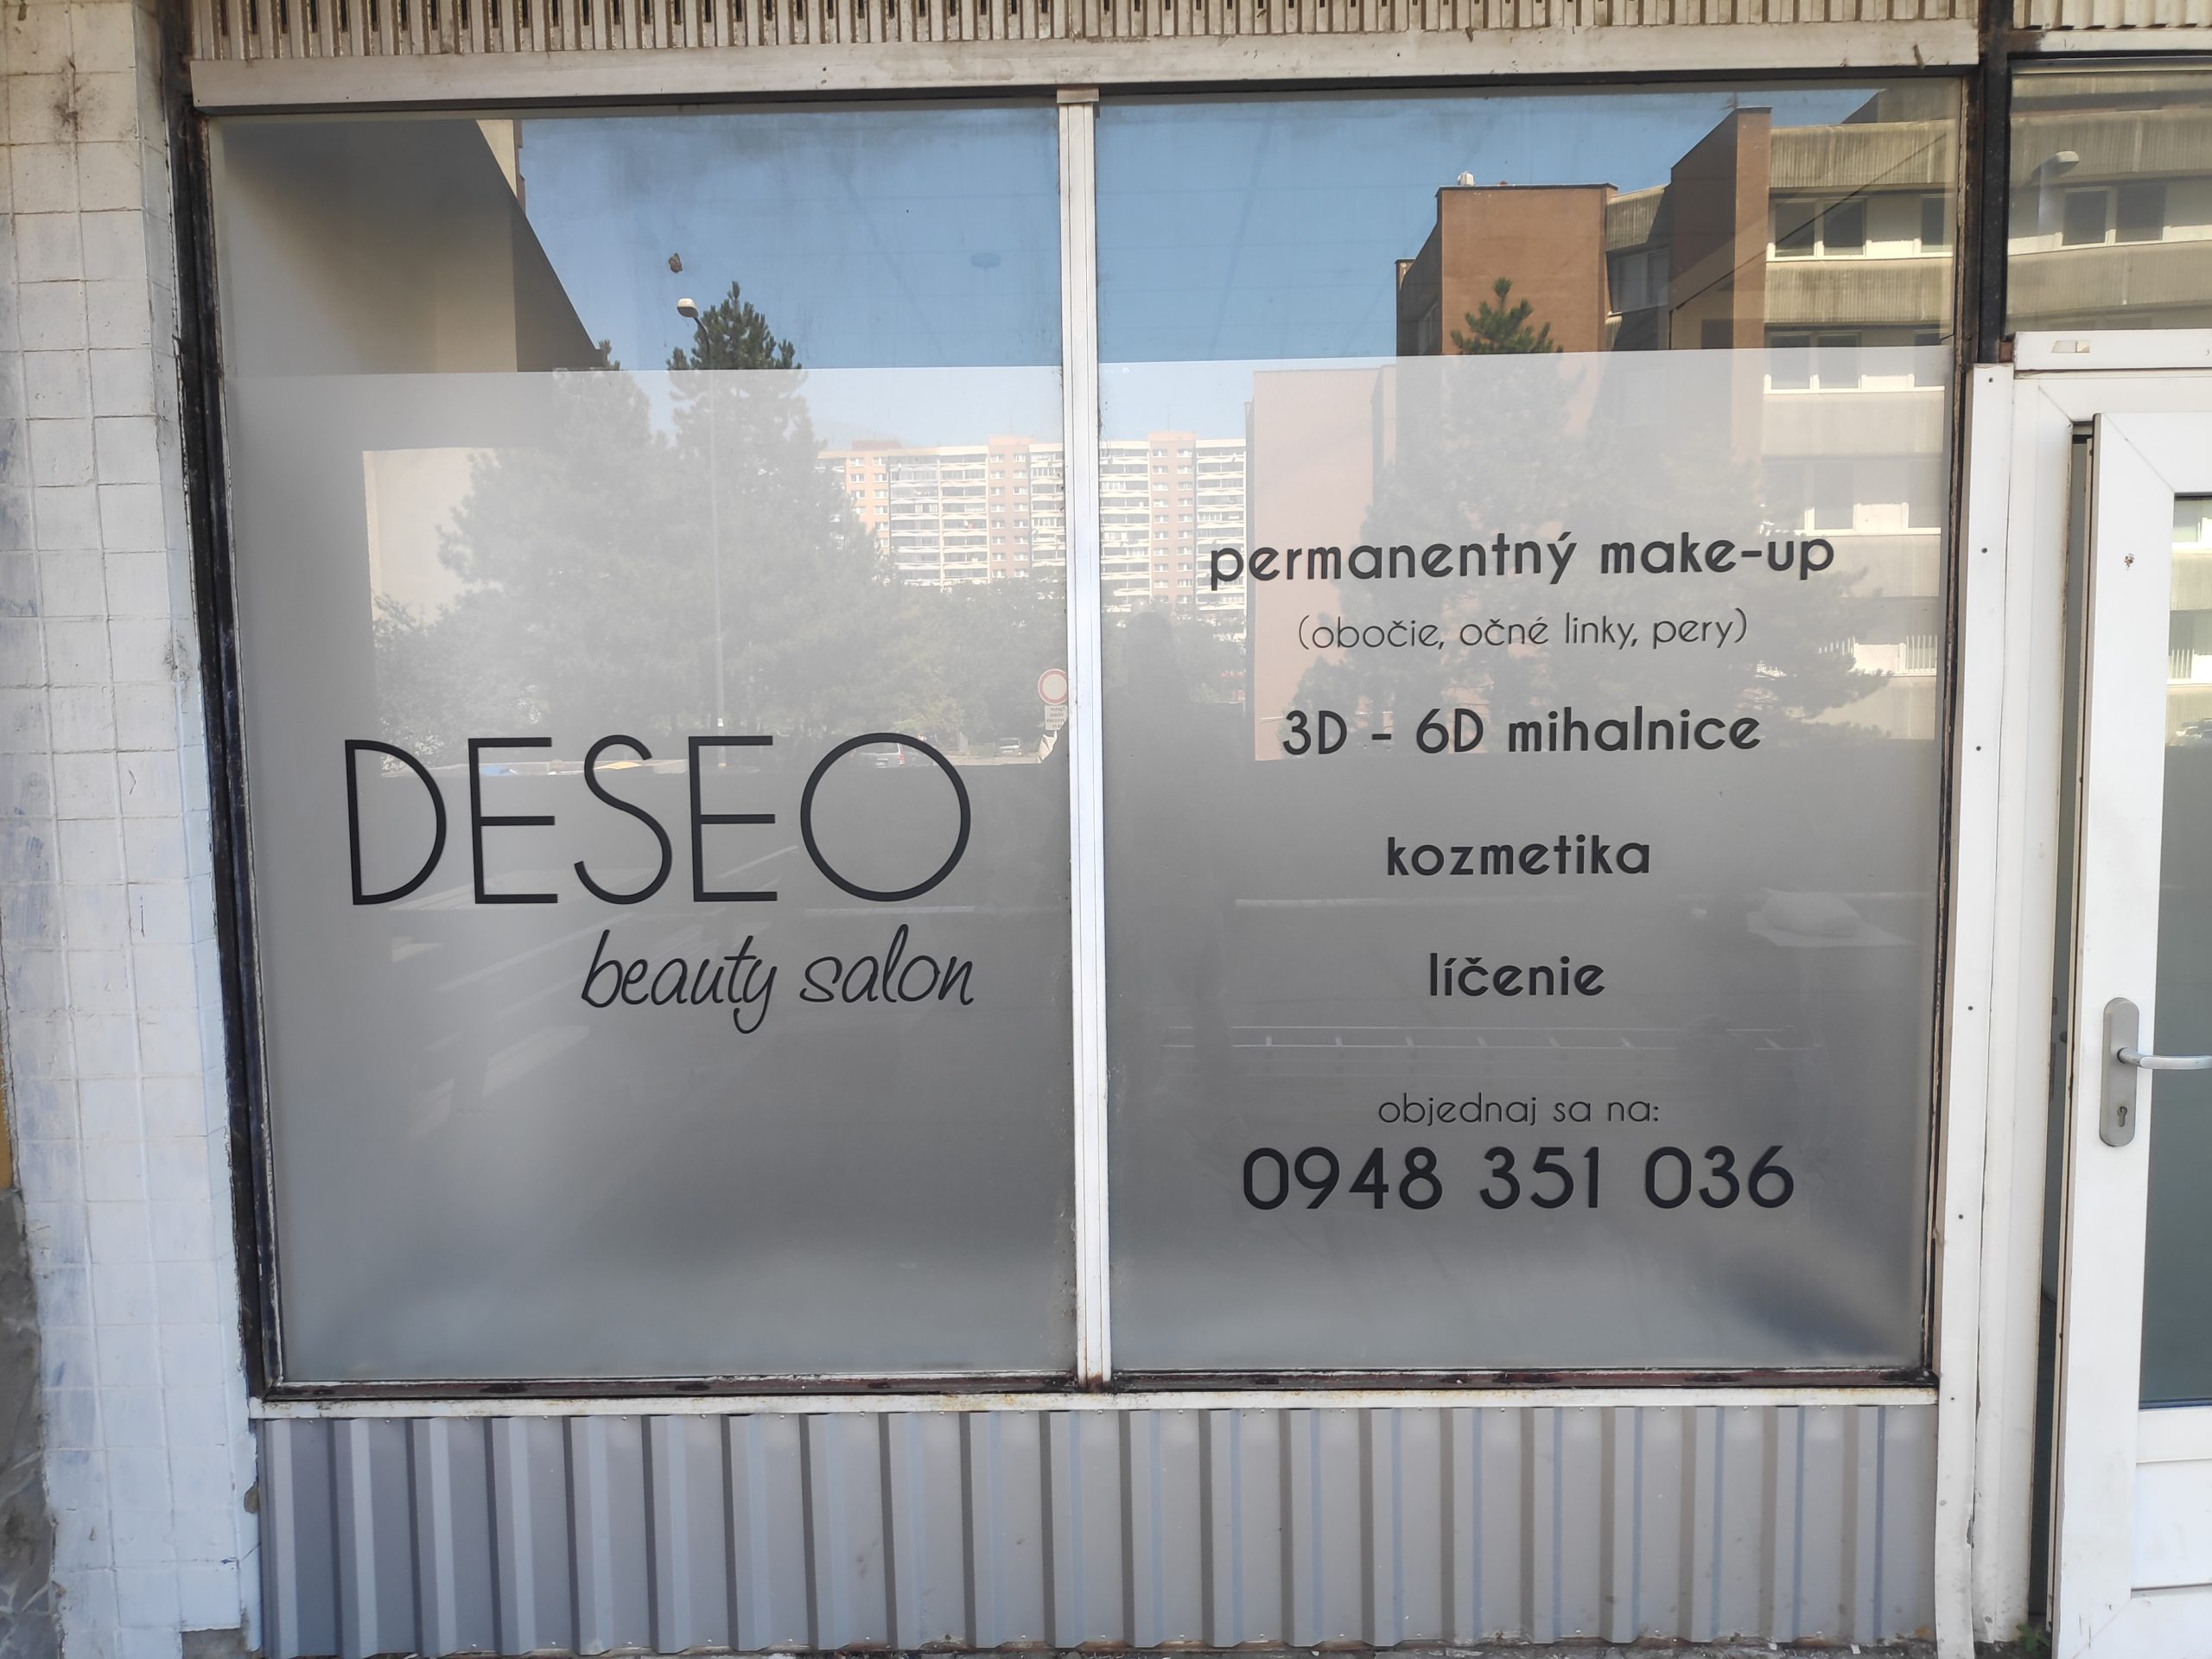 DESEO
beauty salon
permanentný make-up
(obočie, očné linky, pery)
3D - 6D mihalnice
kozmetika
líčenie
objednaj sa na:
0948 351 036